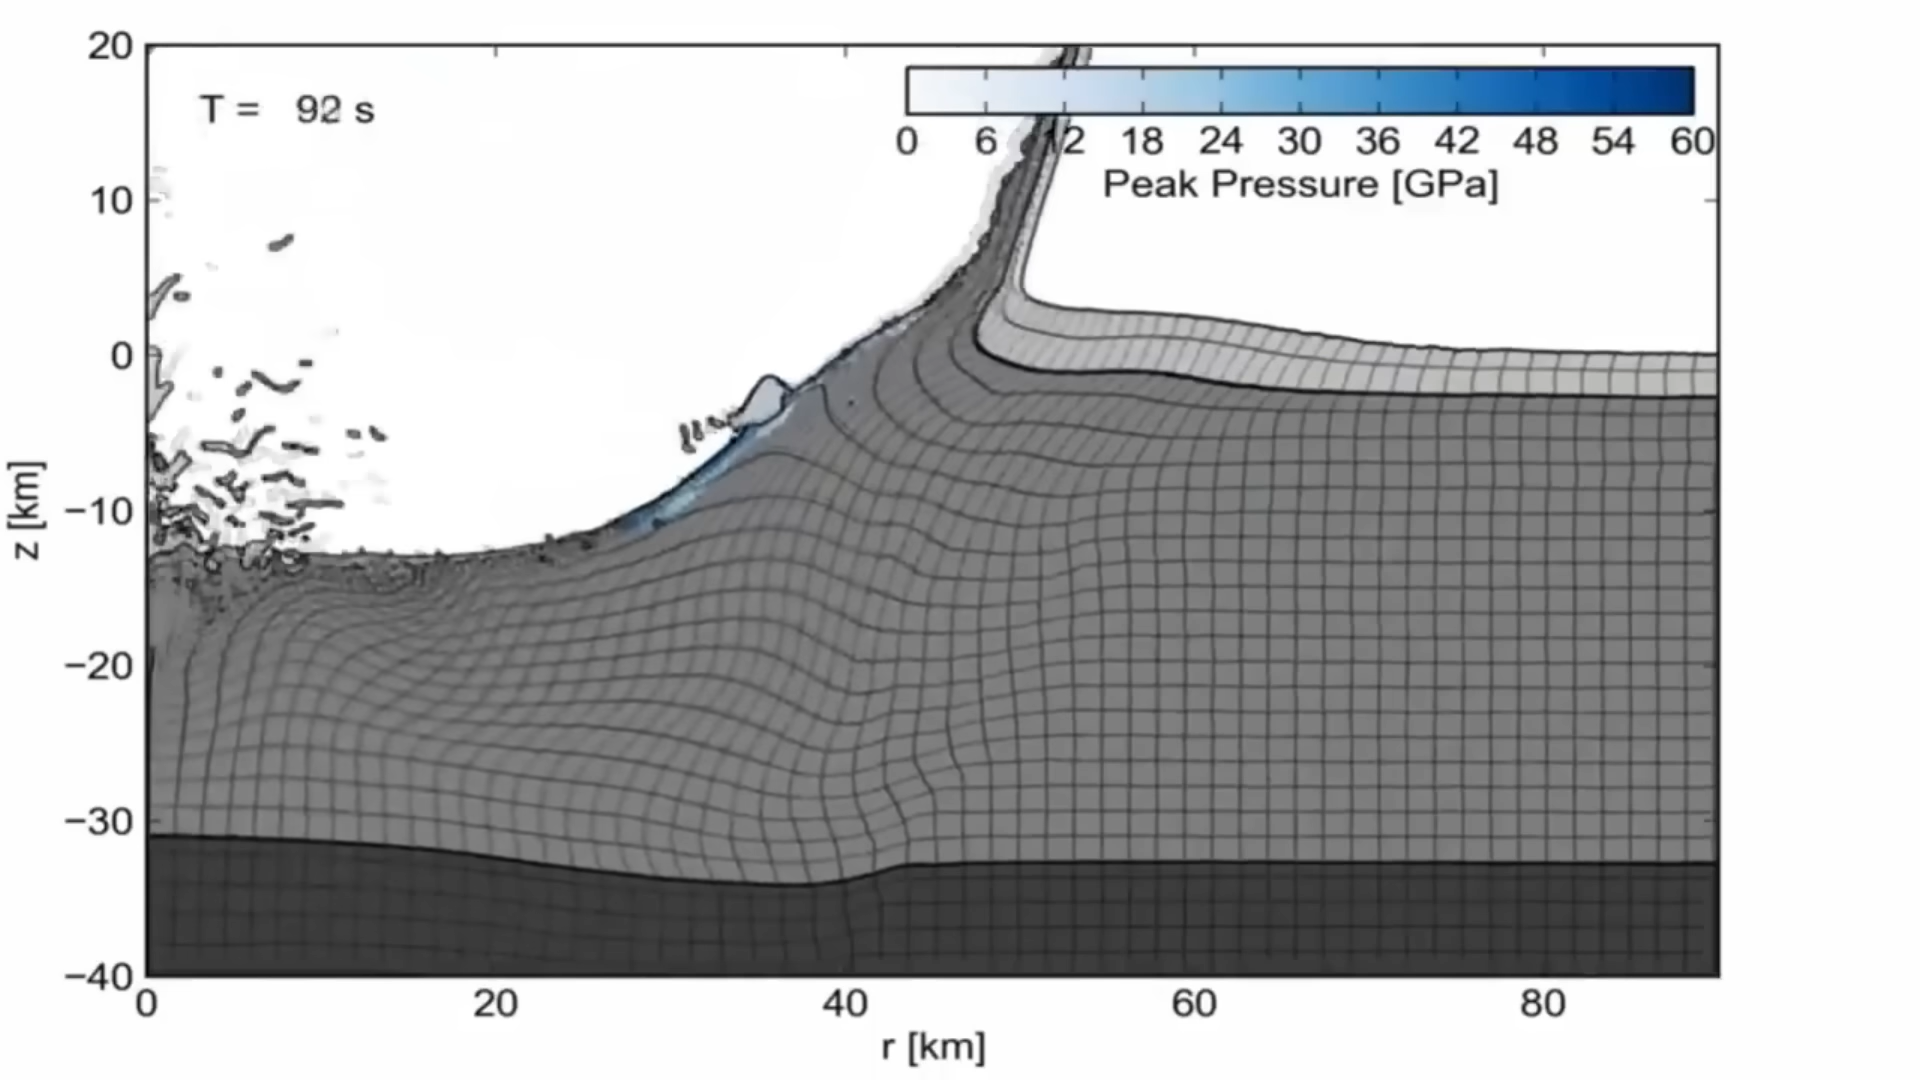 20
T = 92 s
0 6 12 18 24 30 36 42 48 54 60
Peak Pressure [GPa]
10
0
−10
−20
−30
−40
z [km]
0 20 40 60 80
r [km]